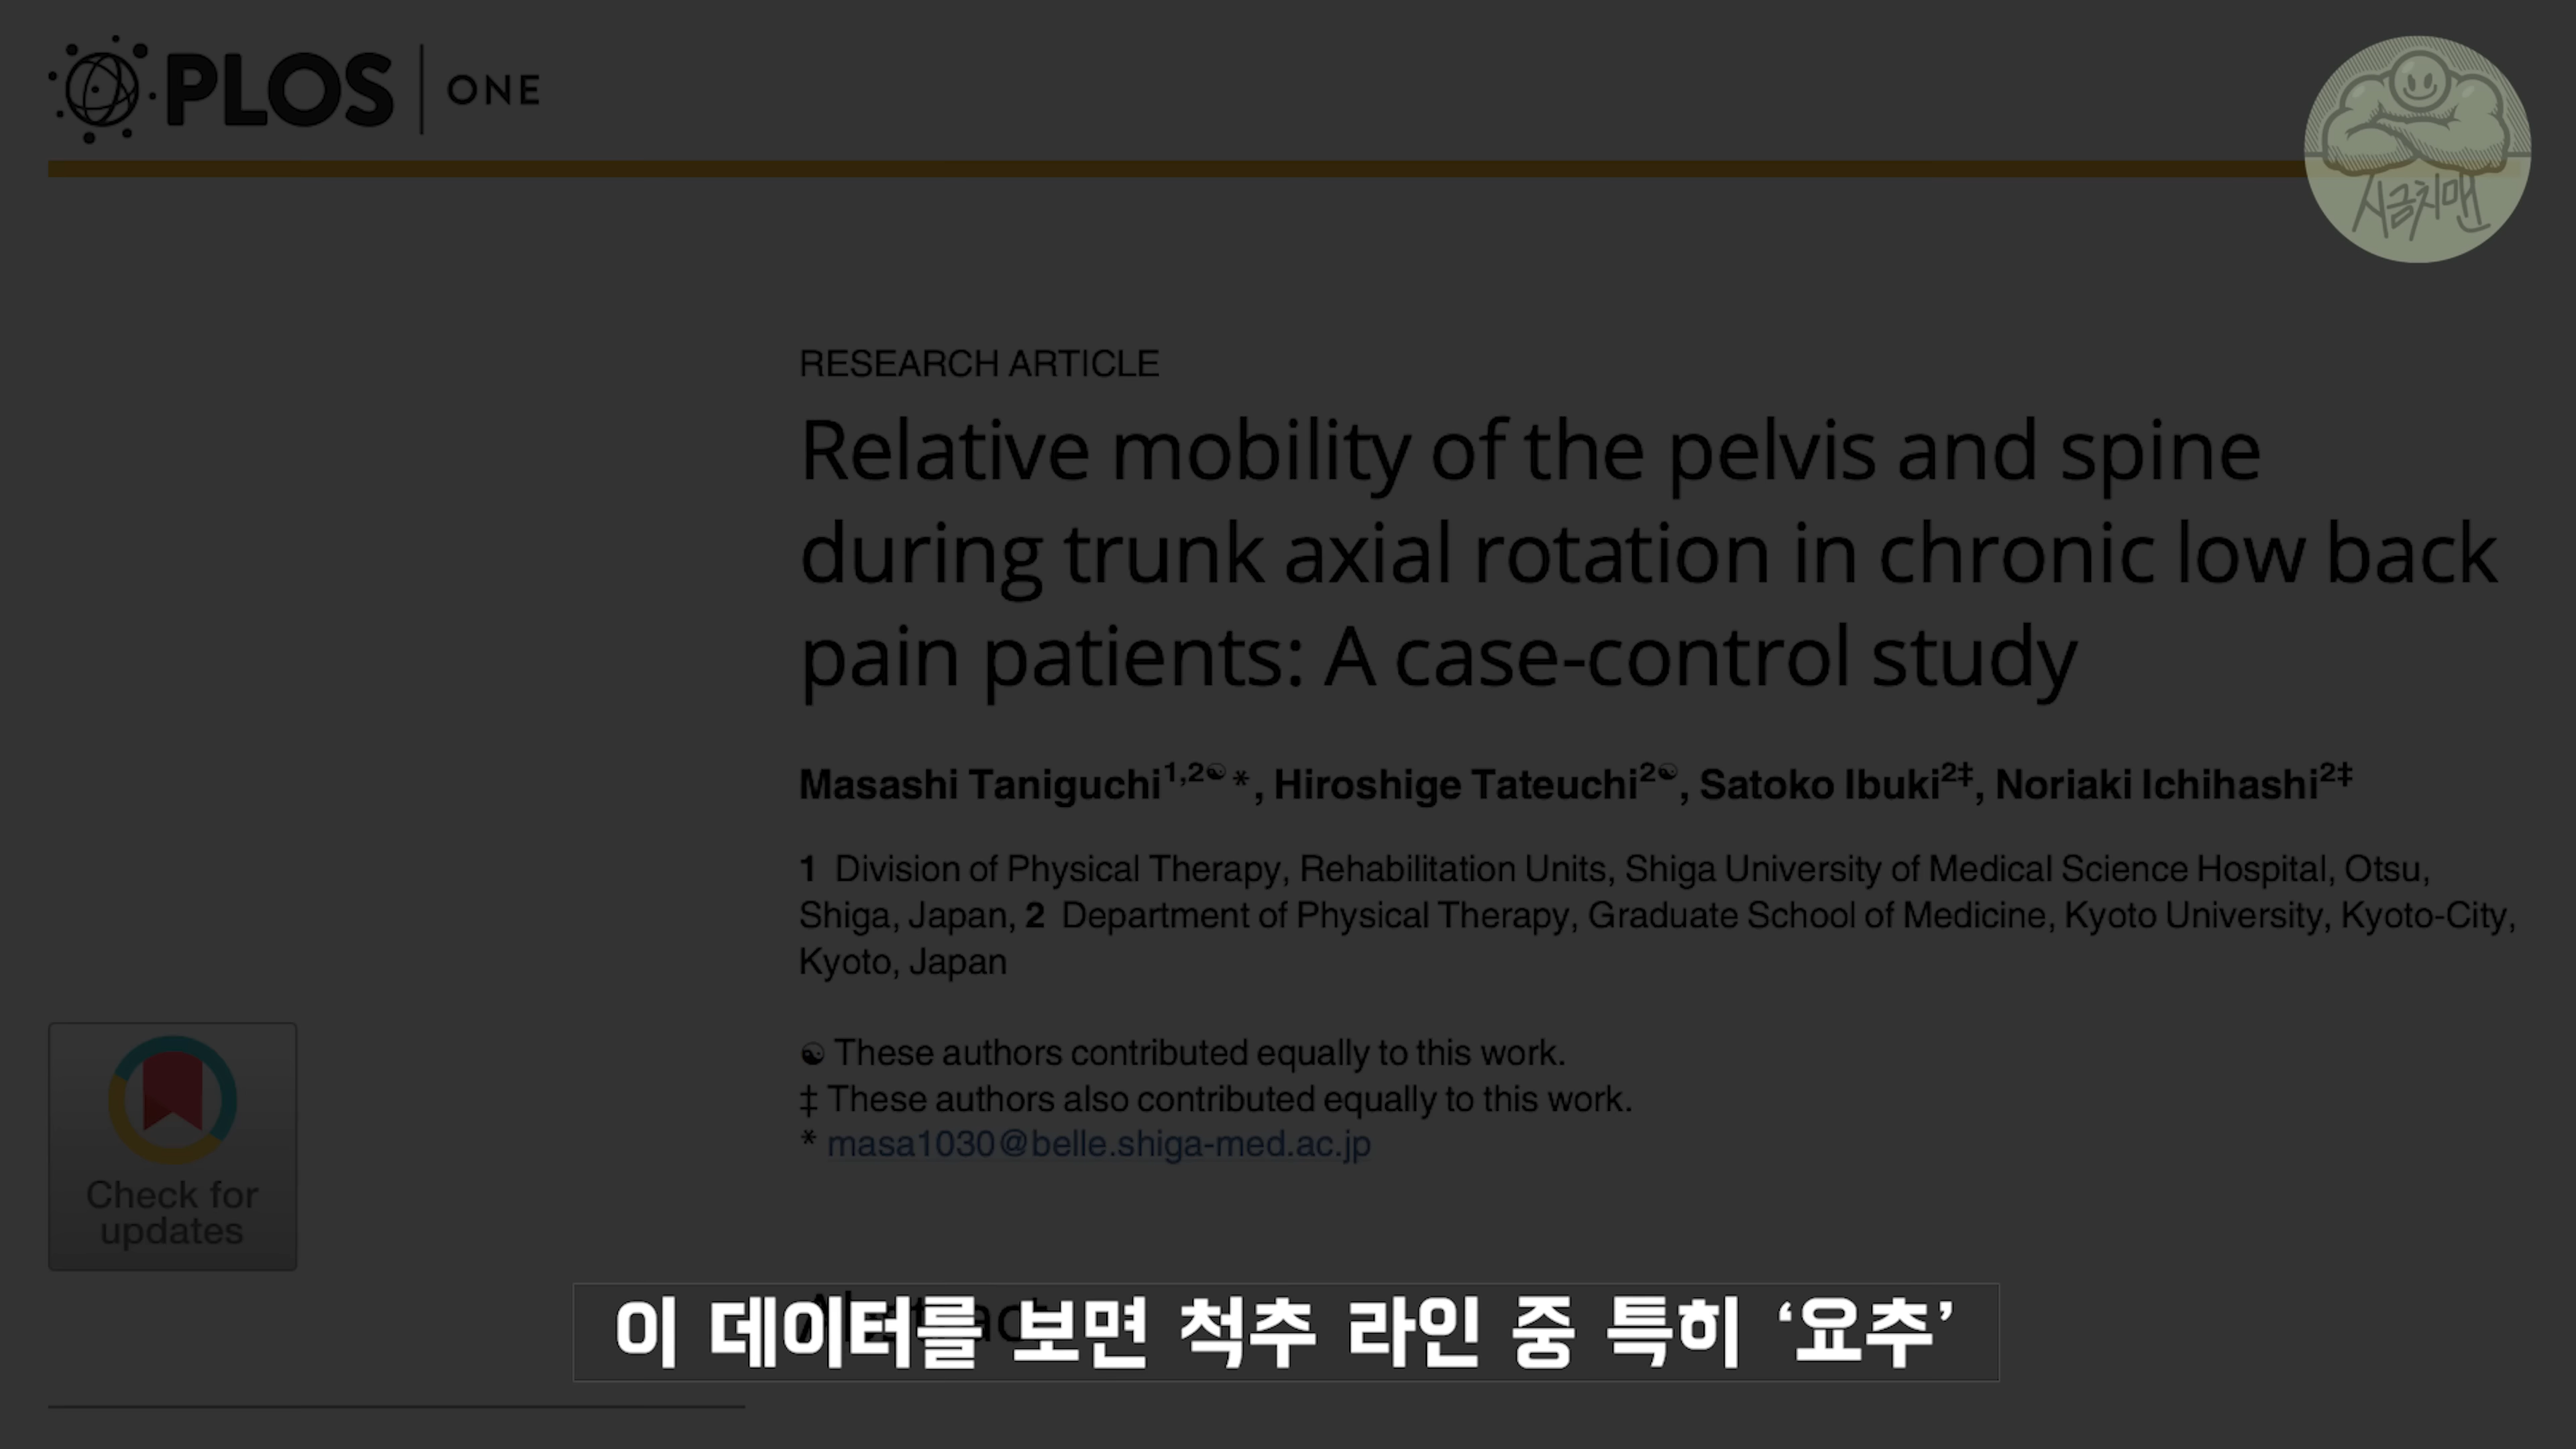 PLOS | ONE
시금치맨
RESEARCH ARTICLE
Relative mobility of the pelvis and spine
during trunk axial rotation in chronic low back
pain patients: A case-control study
Masashi Taniguchi1,2☯*, Hiroshige Tateuchi2☯, Satoko Ibuki2‡, Noriaki Ichihashi2‡
1 Division of Physical Therapy, Rehabilitation Units, Shiga University of Medical Science Hospital, Otsu,
Shiga, Japan, 2 Department of Physical Therapy, Graduate School of Medicine, Kyoto University, Kyoto-City,
Kyoto, Japan
☯ These authors contributed equally to this work.
‡ These authors also contributed equally to this work.
* masa1030@belle.shiga-med.ac.jp
Check for
updates
이 데이터를 보면 척추 라인 중 특히 ‘요추’